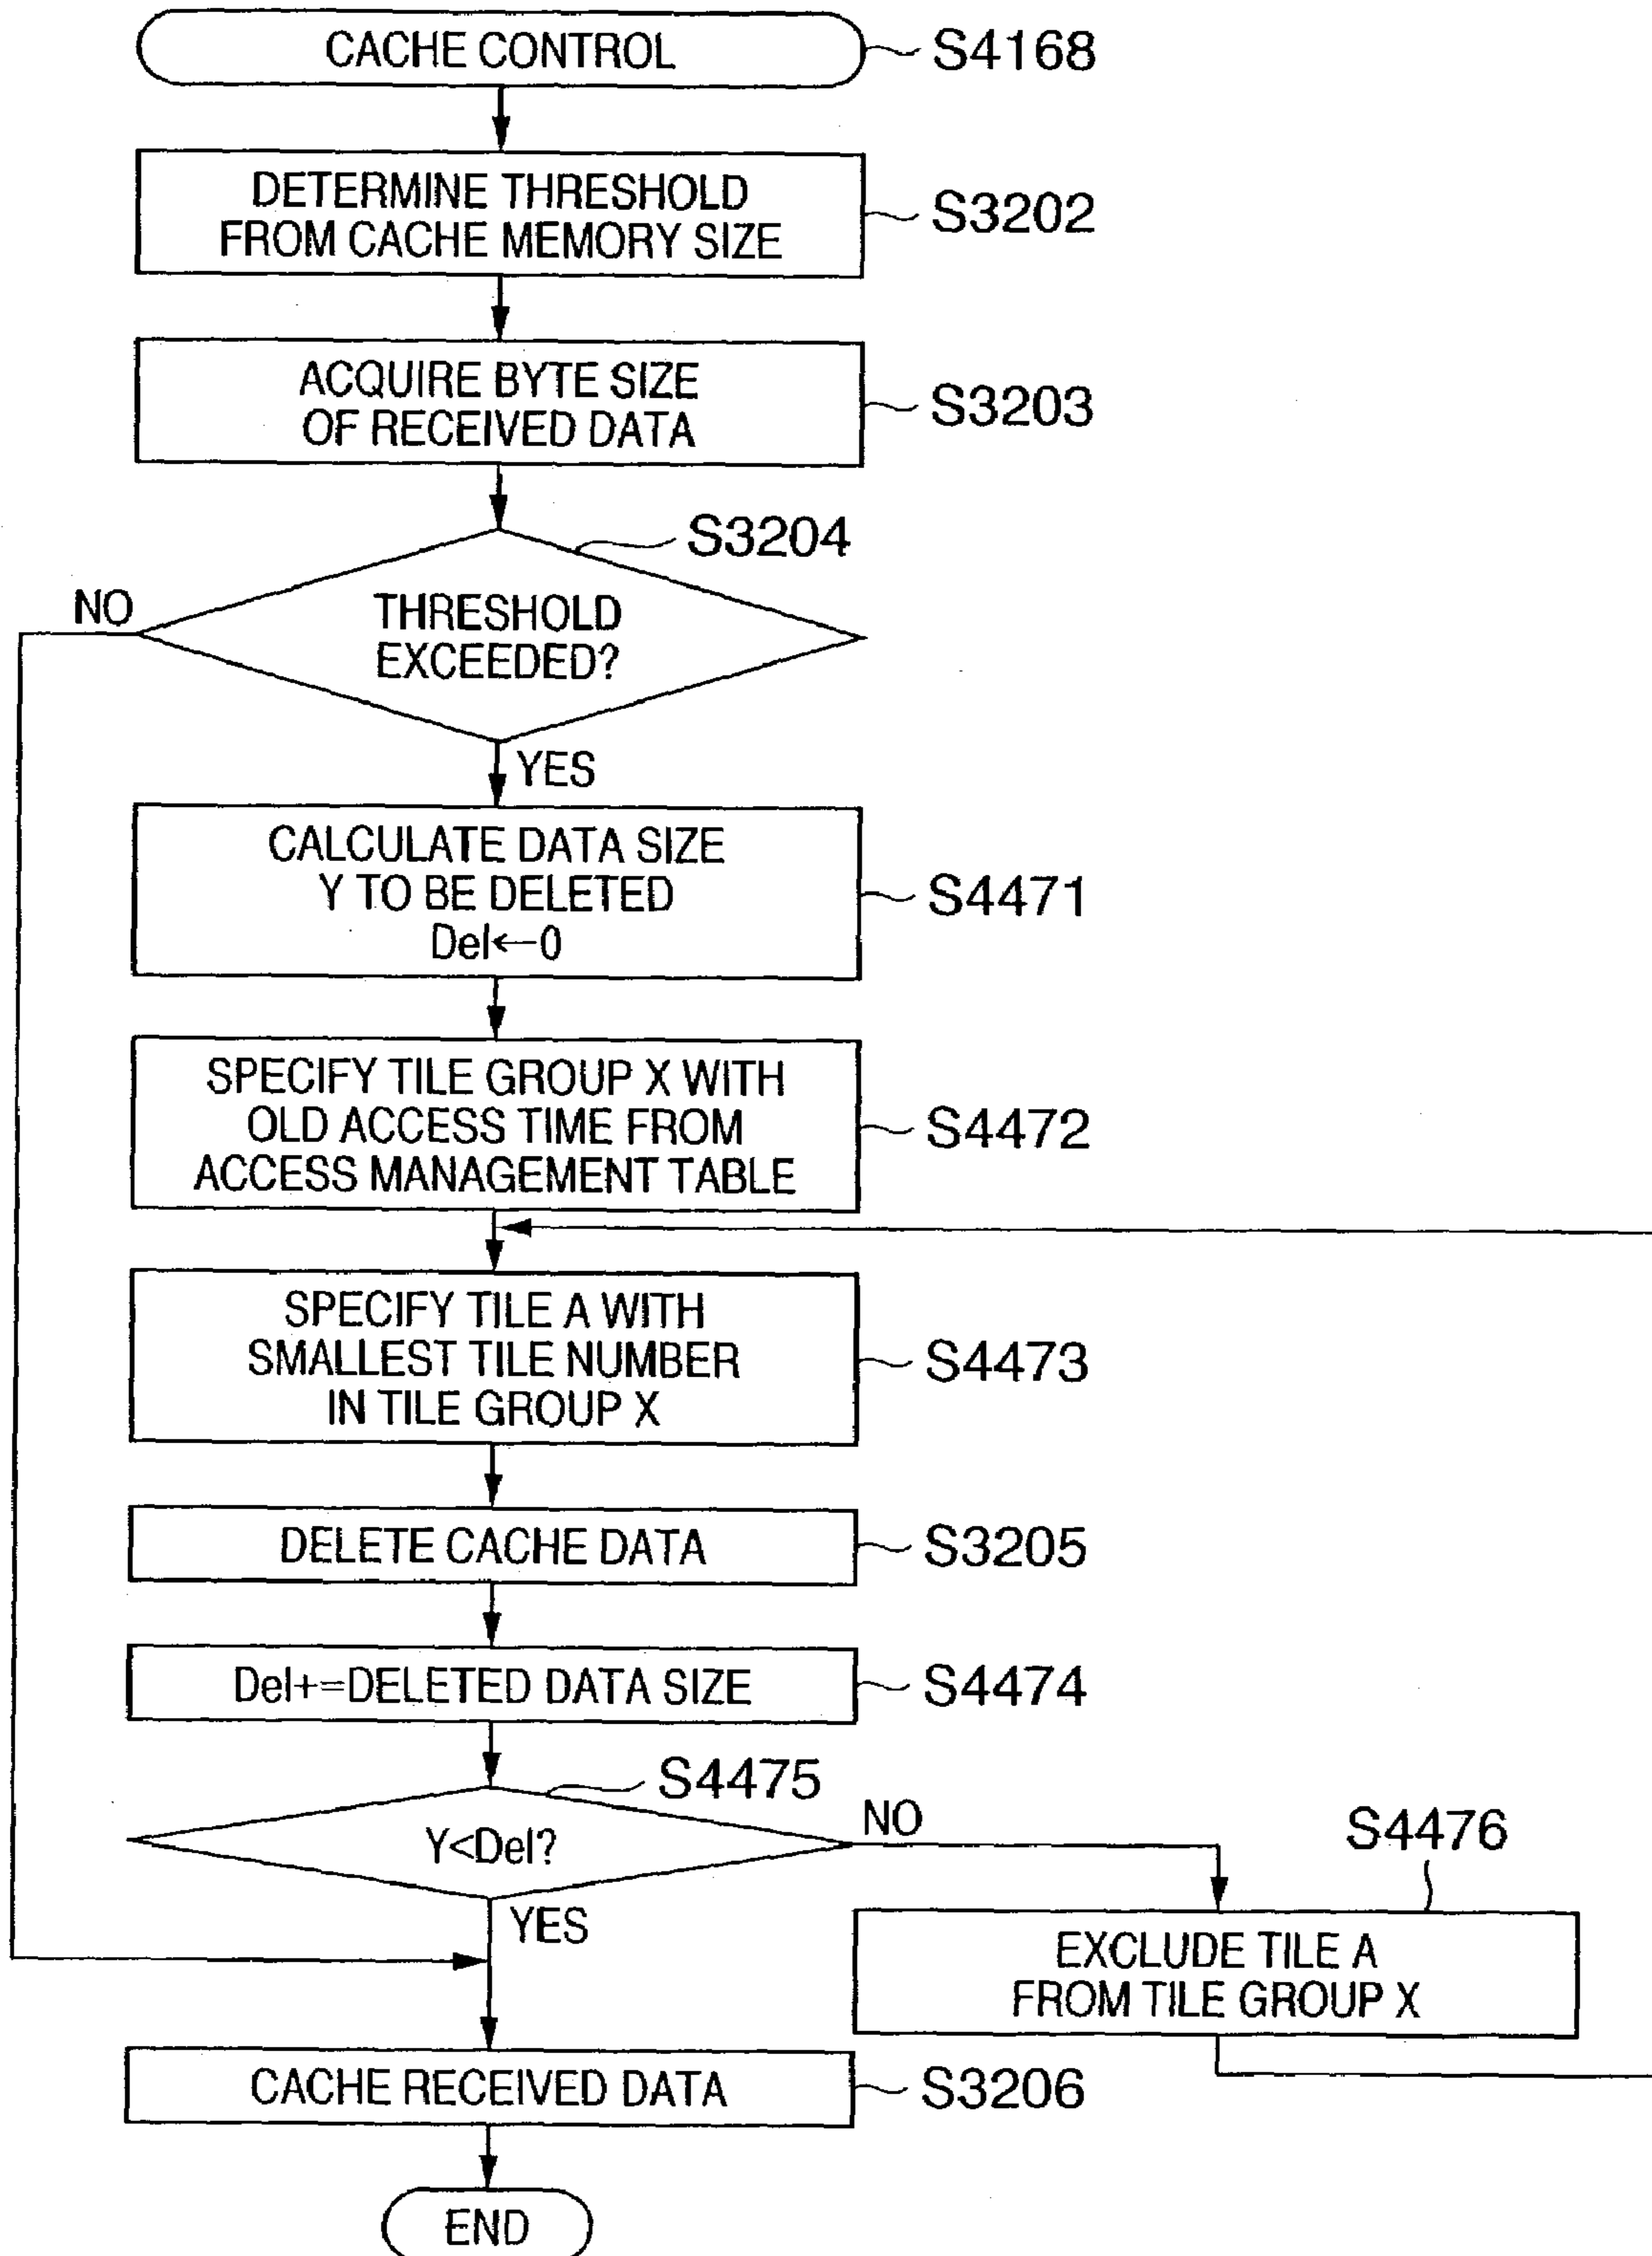 CACHE CONTROL
S4168
DETERMINE THRESHOLD
FROM CACHE MEMORY SIZE
S3202
ACQUIRE BYTE SIZE
OF RECEIVED DATA
S3203
S3204
NO
THRESHOLD
EXCEEDED?
YES
CALCULATE DATA SIZE
Y TO BE DELETED
Del←0
S4471
SPECIFY TILE GROUP X WITH
OLD ACCESS TIME FROM
ACCESS MANAGEMENT TABLE
S4472
SPECIFY TILE A WITH
SMALLEST TILE NUMBER
IN TILE GROUP X
S4473
DELETE CACHE DATA
S3205
Del+=DELETED DATA SIZE
S4474
S4475
Y<Del?
NO
YES
S4476
EXCLUDE TILE A
FROM TILE GROUP X
CACHE RECEIVED DATA
S3206
END